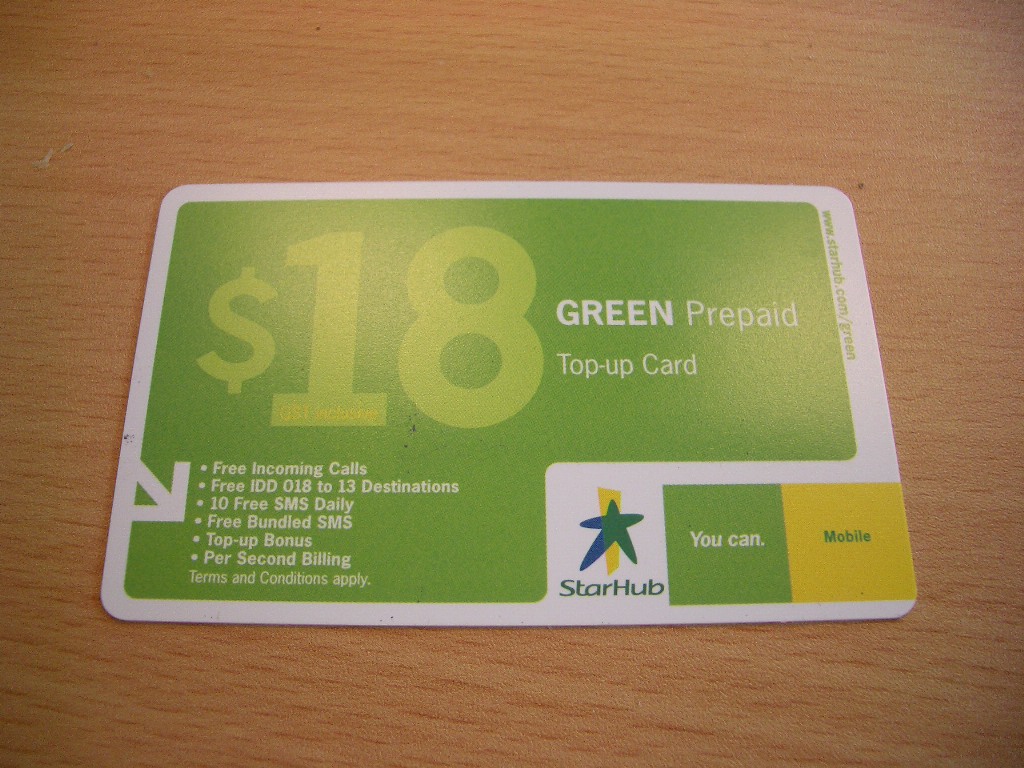 $18
GST inclusive
GREEN Prepaid
Top-up Card
www.starhub.com/green
• Free Incoming Calls
• Free IDD 018 to 13 Destinations
• 10 Free SMS Daily
• Free Bundled SMS
• Top-up Bonus
• Per Second Billing
Terms and Conditions apply.
StarHub
You can.
Mobile